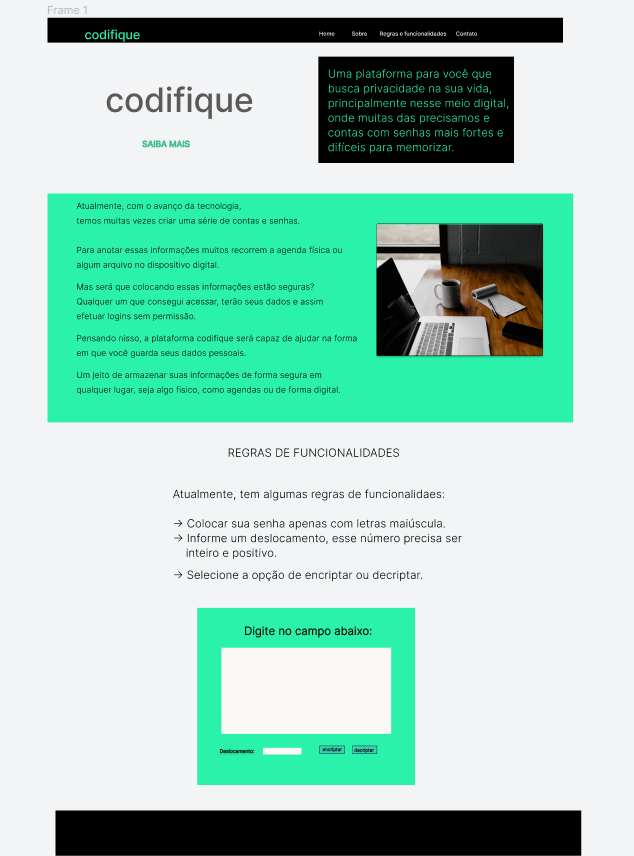 Frame 1
codifique
Home Sobre Regras e funcionalidades Contato
codifique
SAIBA MAIS
Uma plataforma para você que
busca privacidade na sua vida,
principalmente nesse meio digital,
onde muitas das precisamos e
contas com senhas mais fortes e
difíceis para memorizar.
Atualmente, com o avanço da tecnologia,
temos muitas vezes criar uma série de contas e senhas.
Para anotar essas informações muitos recorrem a agenda física ou
algum arquivo no dispositivo digital.
Mas será que colocando essas informações estão seguras?
Qualquer um que consegui acessar, terão seus dados e assim
efetuar logins sem permissão.
Pensando nisso, a plataforma codifique será capaz de ajudar na forma
em que você guarda seus dados pessoais.
Um jeito de armazenar suas informações de forma segura em
qualquer lugar, seja algo físico, como agendas ou de forma digital.
REGRAS DE FUNCIONALIDADES
Atualmente, tem algumas regras de funcionalidaes:
→ Colocar sua senha apenas com letras maiúscula.
→ Informe um deslocamento, esse número precisa ser
inteiro e positivo.
→ Selecione a opção de encriptar ou decriptar.
Digite no campo abaixo:
Deslocamento: encriptar decriptar